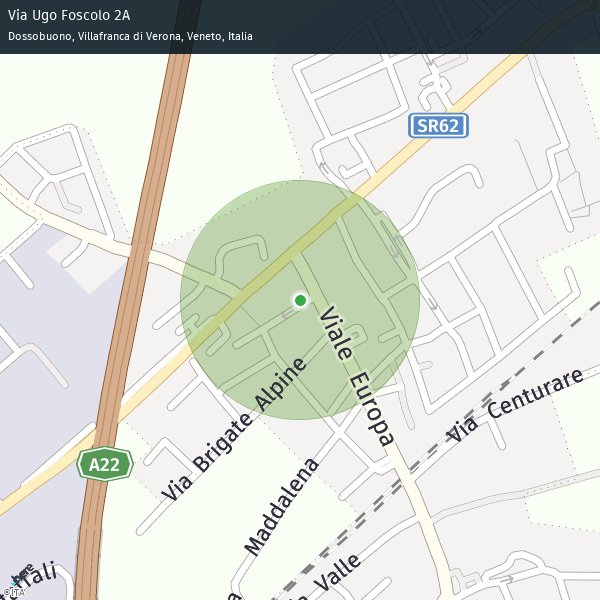 Via Ugo Foscolo 2A
Dossobuono, Villafranca di Verona, Veneto, Italia
SR62
Viale Europa
Via Centurare
Via Brigate Alpine
A22
Maddalena
Valle
here